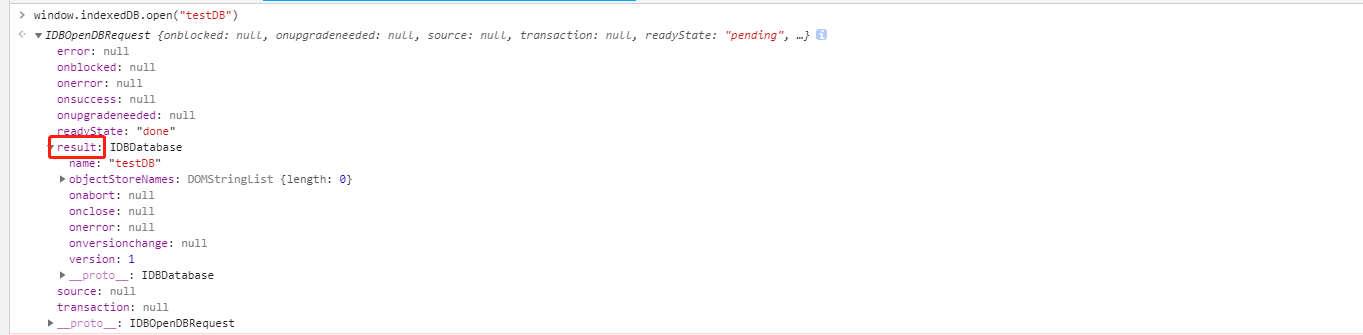 window.indexedDB.open("testDB")
IDBOpenDBRequest {onblocked: null, onupgradeneeded: null, source: null, transaction: null, readyState: "pending", …}
error: null
onblocked: null
onerror: null
onsuccess: null
onupgradeneeded: null
readyState: "done"
result: IDBDatabase
name: "testDB"
objectStoreNames: DOMStringList {length: 0}
onabort: null
onclose: null
onerror: null
onversionchange: null
version: 1
__proto__: IDBDatabase
source: null
transaction: null
__proto__: IDBOpenDBRequest